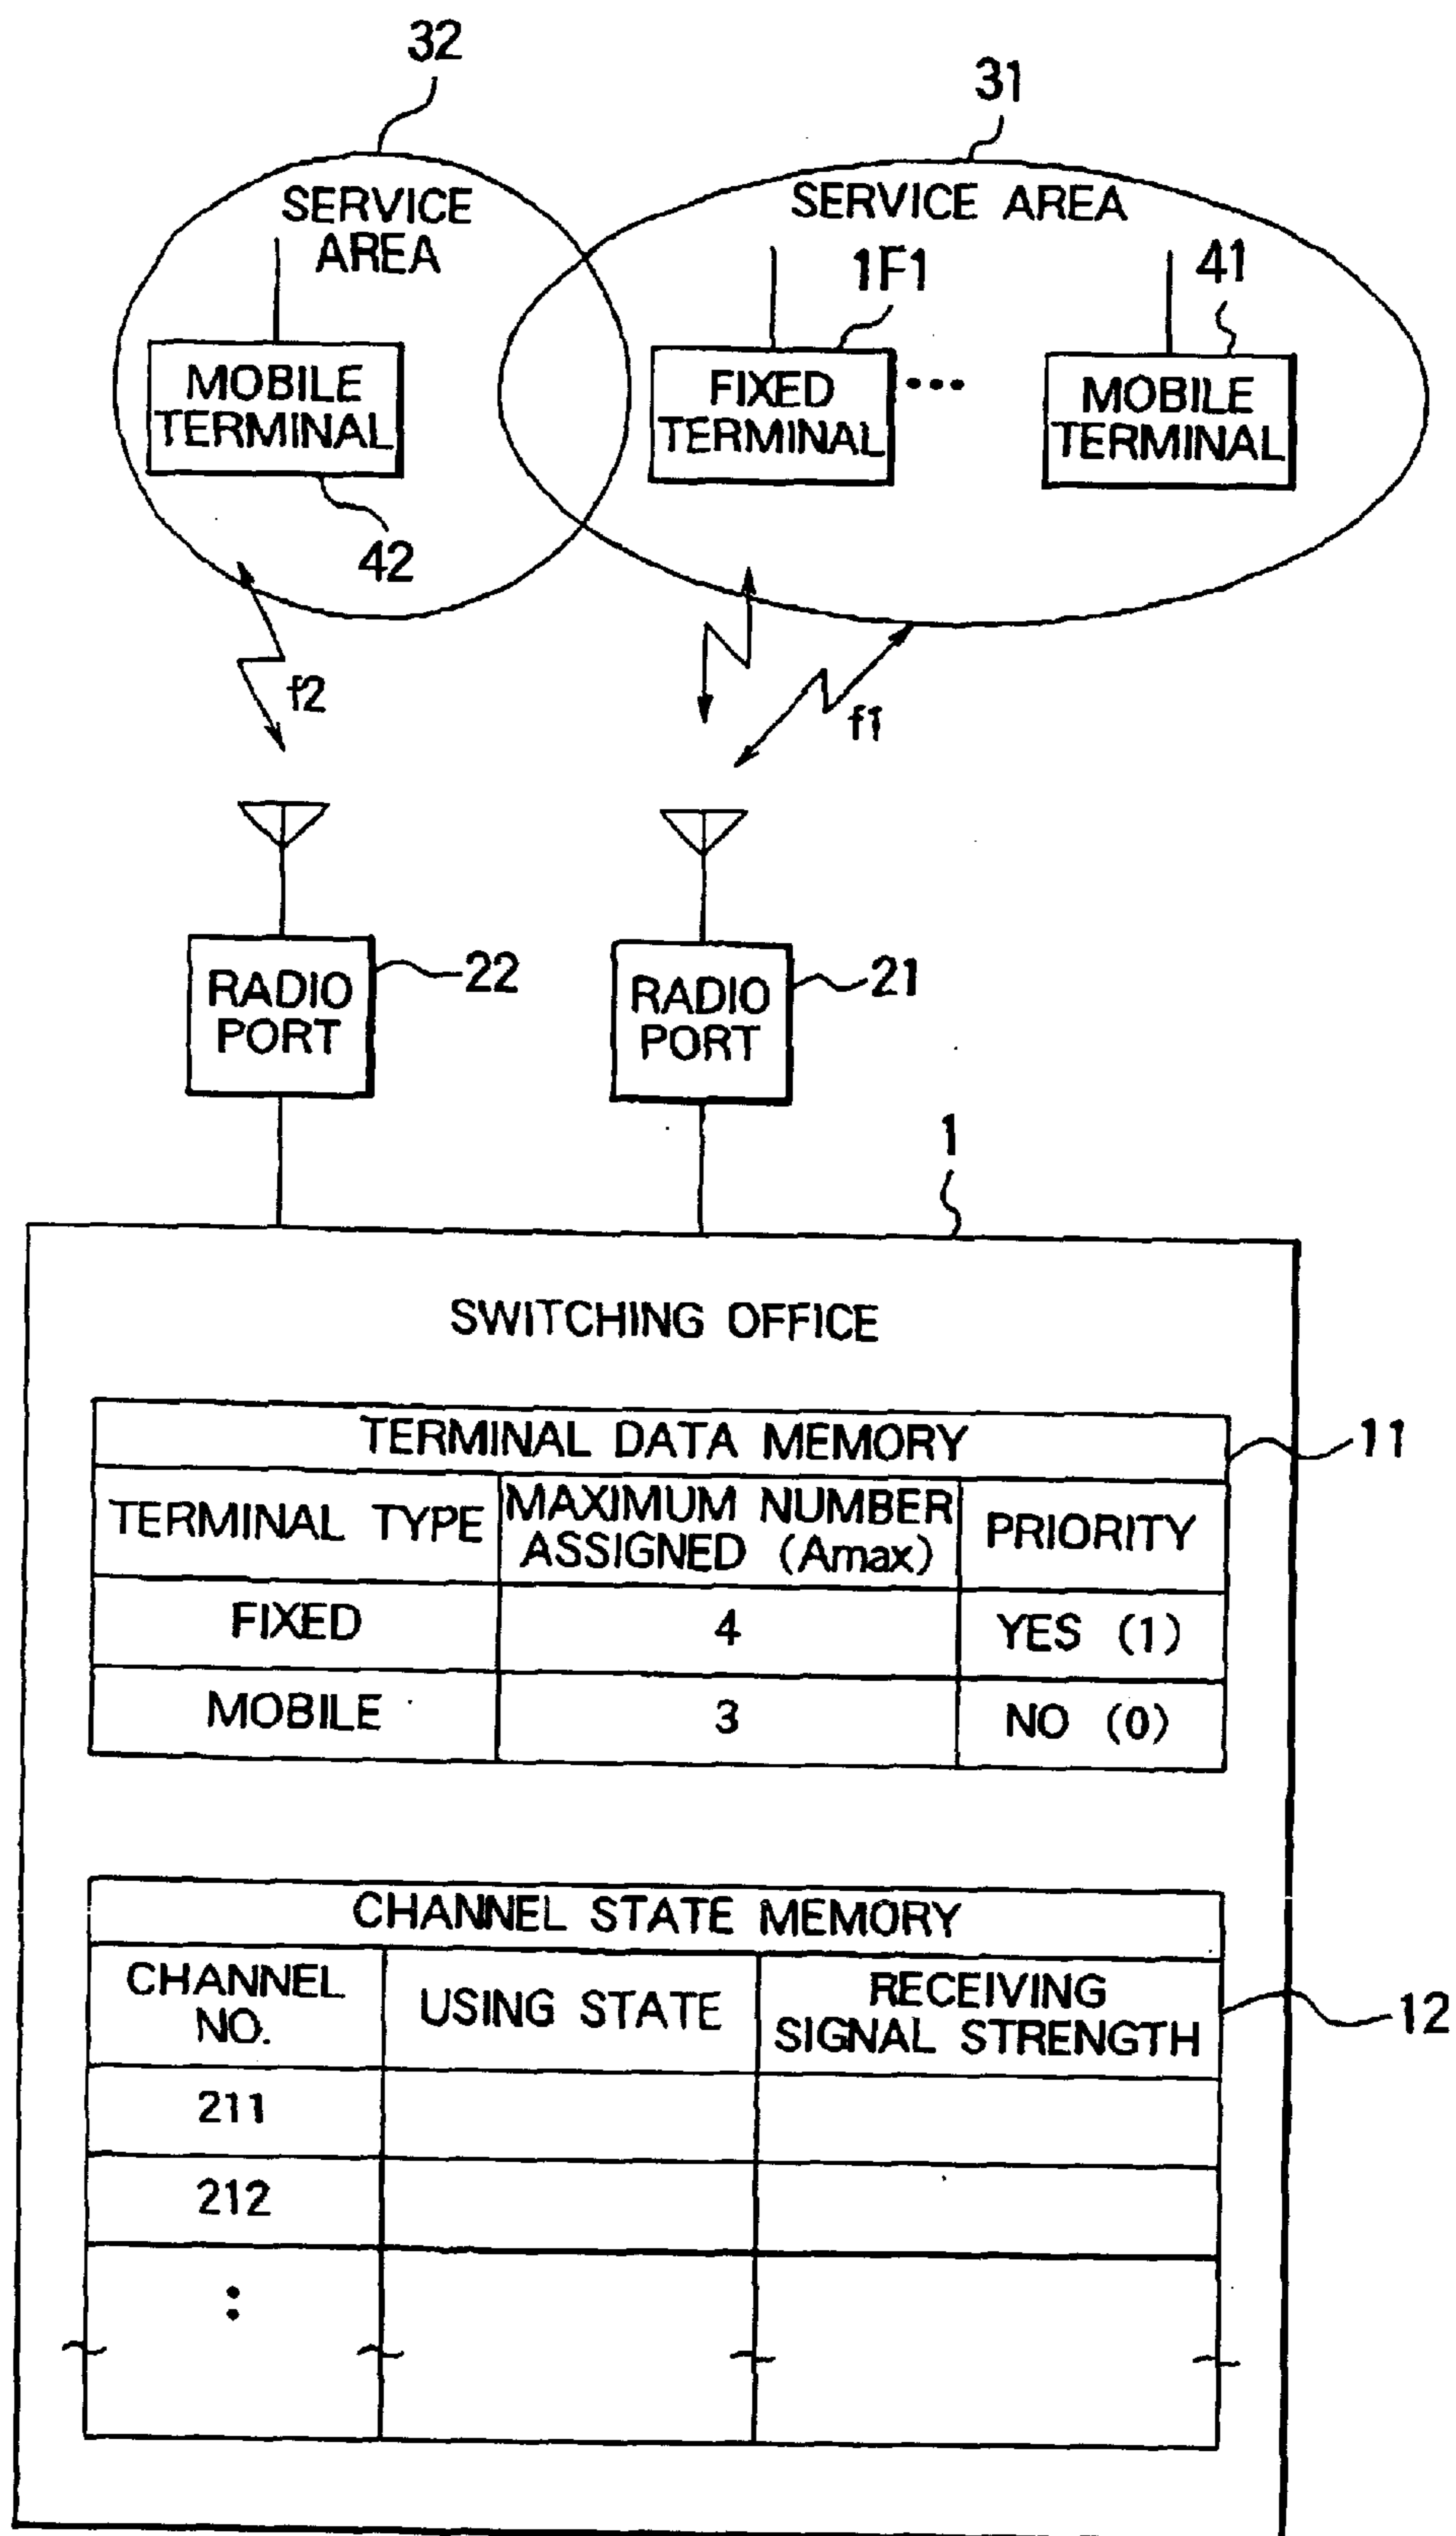 32
31
SERVICE
AREA
SERVICE AREA
1F1
41
MOBILE
TERMINAL
FIXED
TERMINAL
...
MOBILE
TERMINAL
42
f2
f1
RADIO
PORT
22
RADIO
PORT
21
1
SWITCHING OFFICE
TERMINAL DATA MEMORY
11
TERMINAL TYPE
MAXIMUM NUMBER
ASSIGNED (Amax)
PRIORITY
FIXED
4
YES (1)
MOBILE
3
NO (0)
CHANNEL STATE MEMORY
CHANNEL
NO.
USING STATE
RECEIVING
SIGNAL STRENGTH
12
211
212
: